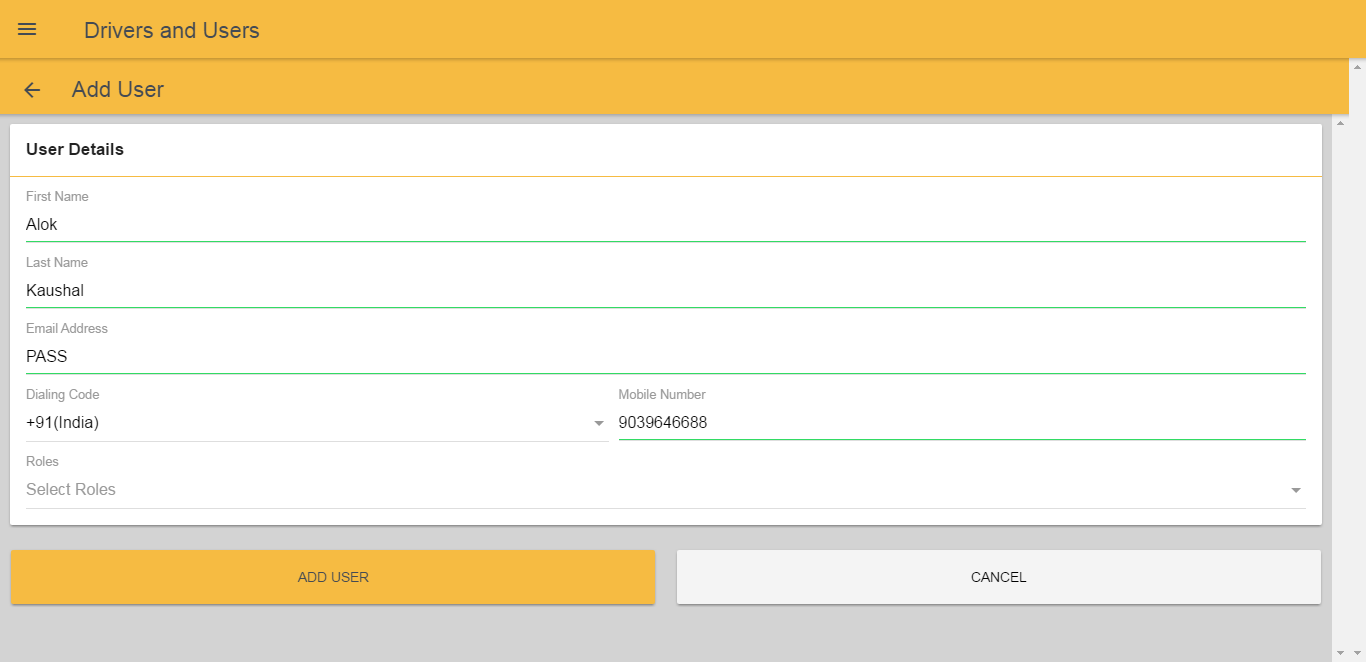 Drivers and Users
Add User
User Details
First Name
Alok
Last Name
Kaushal
Email Address
PASS
Dialing Code
+91(India)
Mobile Number
9039646688
Roles
Select Roles
ADD USER
CANCEL